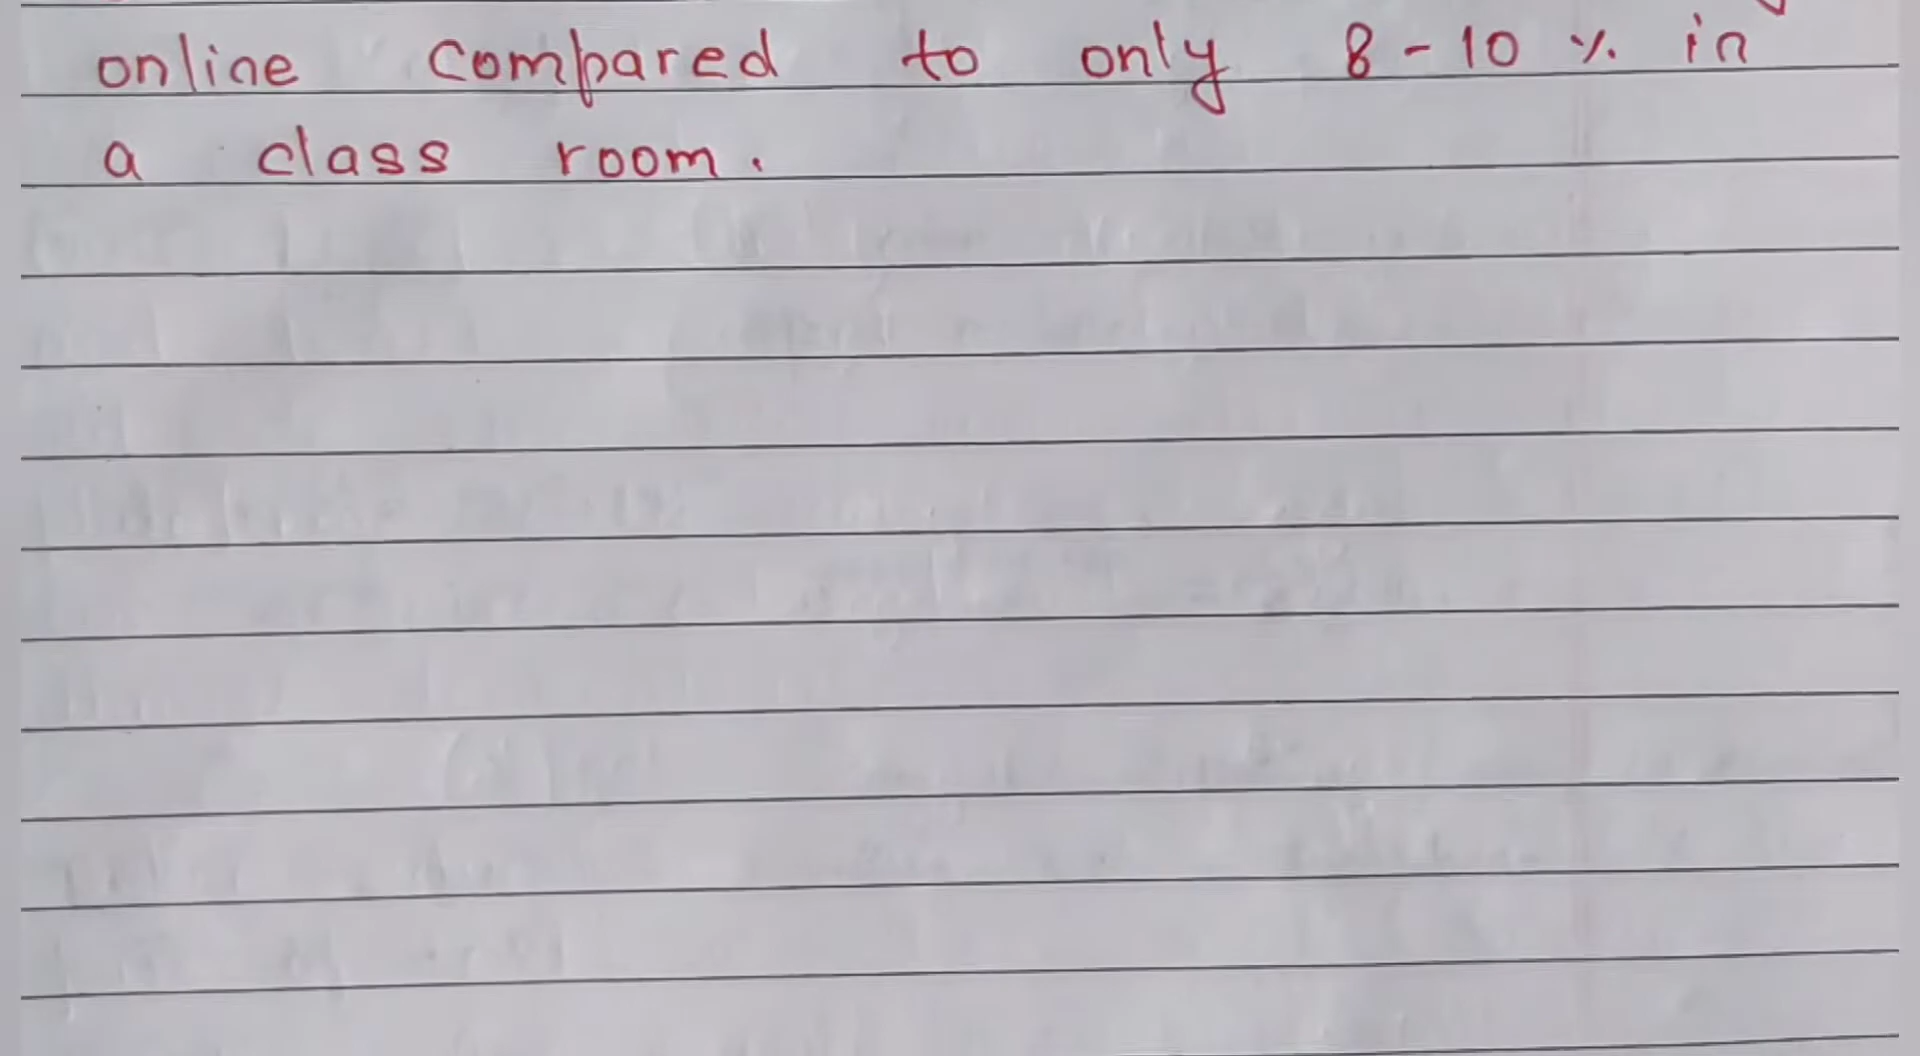 online compared to only 8-10 % in
a class room.